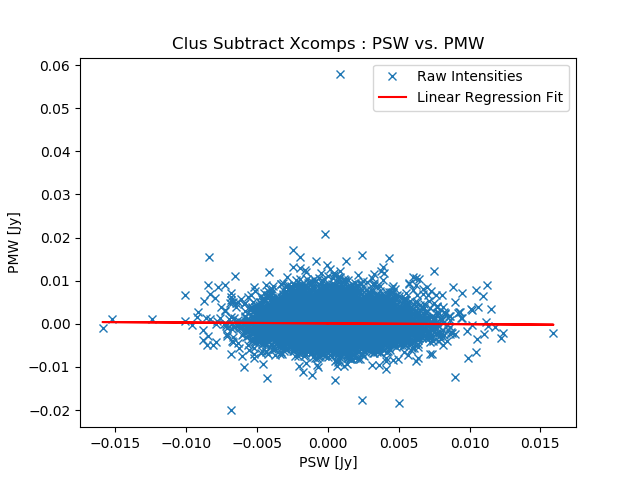 Clus Subtract Xcomps : PSW vs. PMW
Raw Intensities
Linear Regression Fit
PMW [Jy]
0.06
0.05
0.04
0.03
0.02
0.01
0.00
−0.01
−0.02
−0.015 −0.010 −0.005 0.000 0.005 0.010 0.015
PSW [Jy]